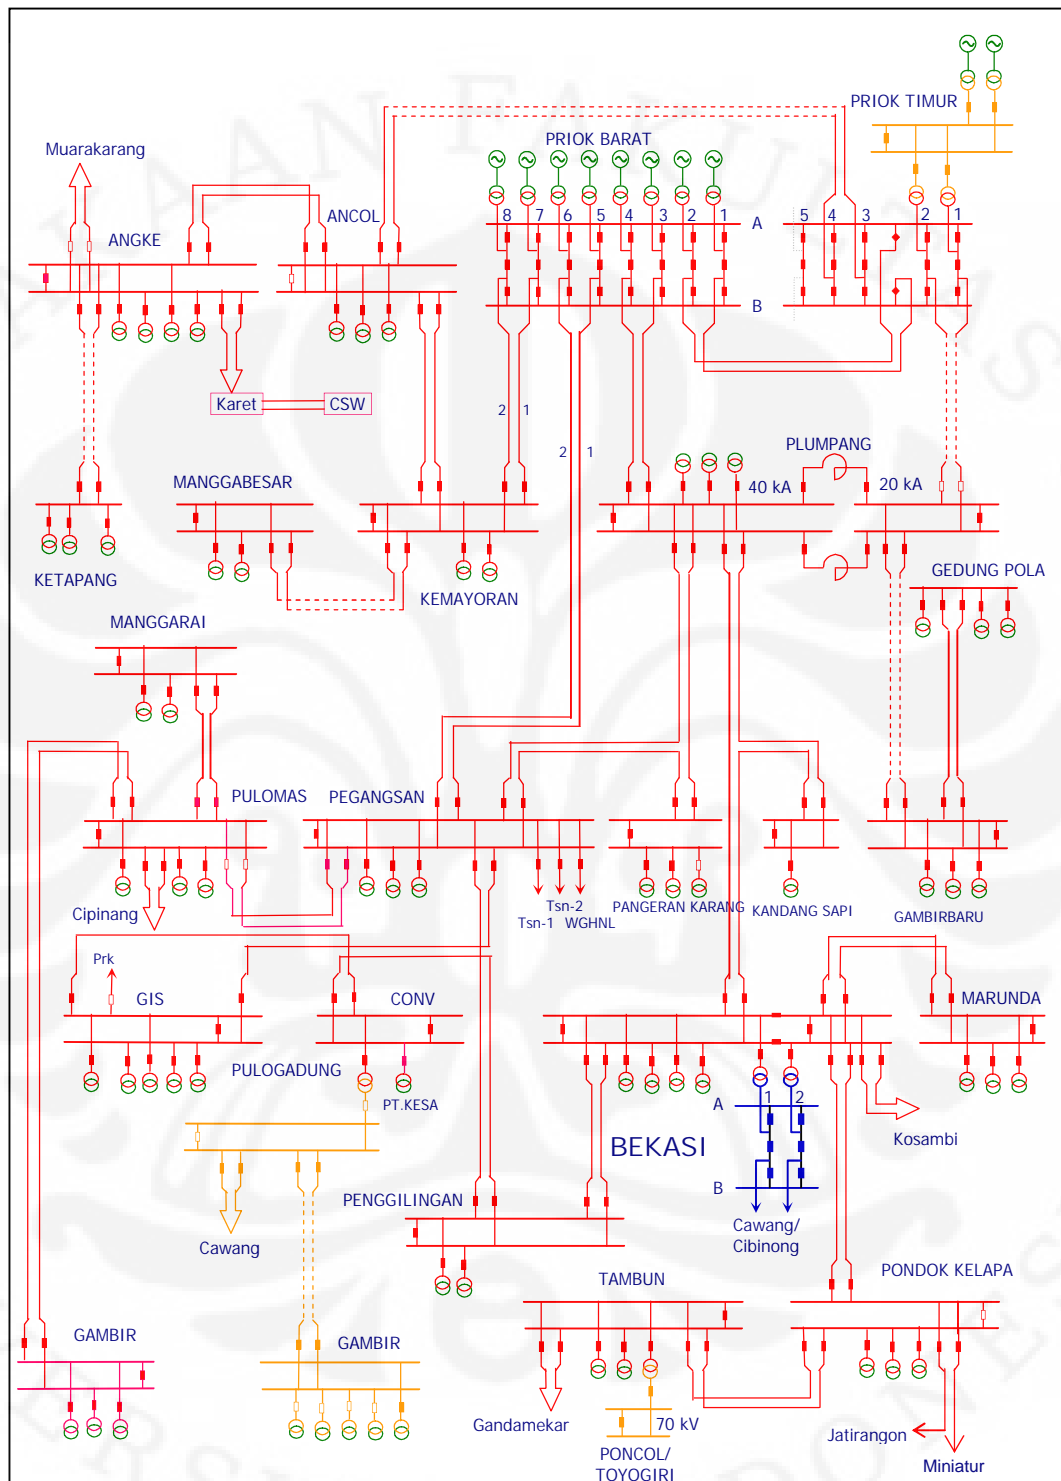 PRIOK TIMUR
PRIOK BARAT
Muarakarang
ANCOL
ANGKE
8 7 6 5 4 3 2 1
A
5 4 3 2 1
B
Karet
CSW
2 1
2 1
PLUMPANG
MANGGABESAR
40 kA
20 kA
KETAPANG
KEMAYORAN
GEDUNG POLA
MANGGARAI
PULOMAS
PEGANGSAN
Cipinang
Tsn-2
Tsn-1 WGHNL
PANGERAN KARANG
KANDANG SAPI
GAMBIRBARU
Prk
GIS
CONV
MARUNDA
PULOGADUNG
PT.KESA
A
1 2
Kosambi
BEKASI
B
PENGGILINGAN
Cawang
Cawang/
Cibinong
TAMBUN
PONDOK KELAPA
GAMBIR
GAMBIR
Gandamekar
70 kV
Jatirangon
PONCOL/
TOYOGIRI
Miniatur